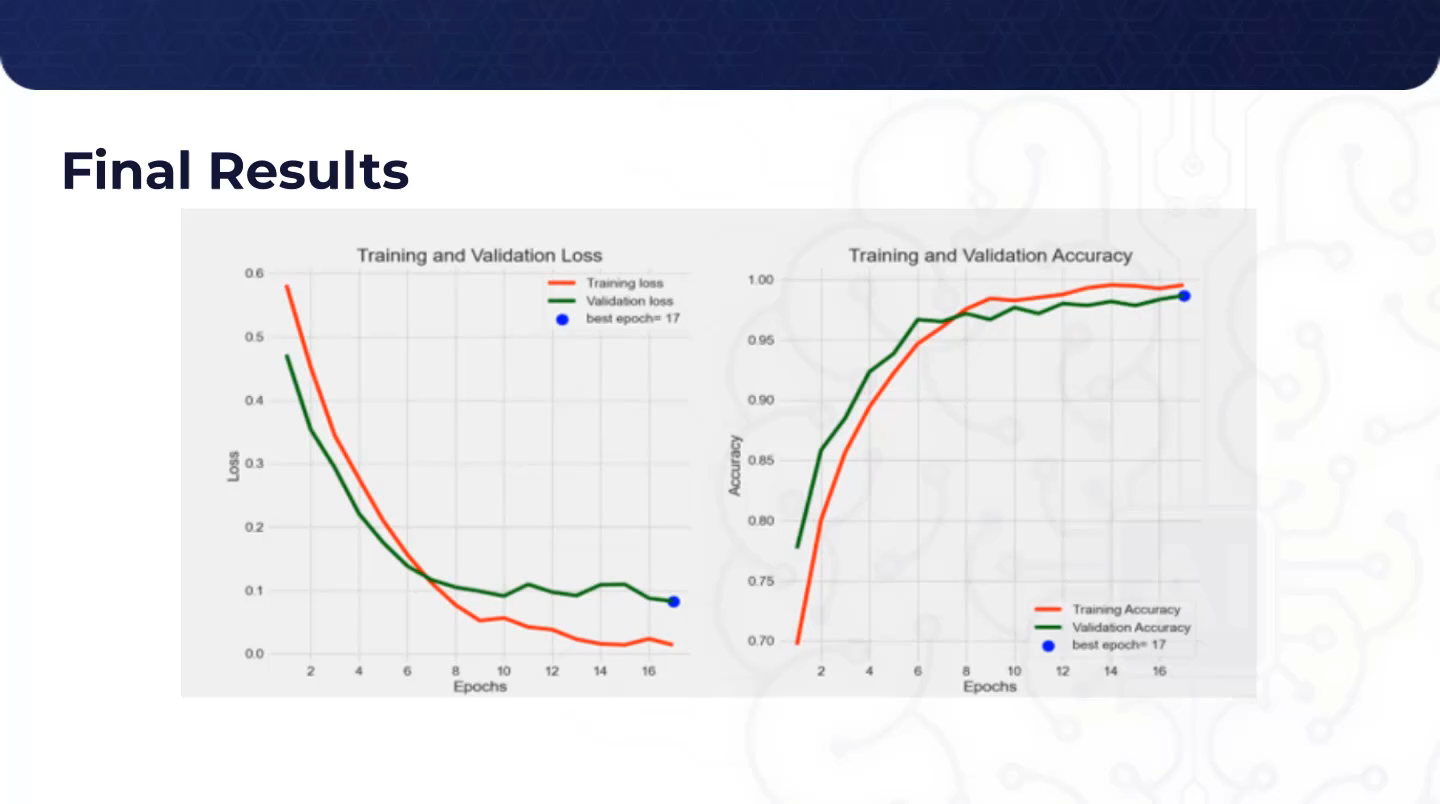 Final Results
Training and Validation Loss
0.6
0.5
0.4
0.3
0.2
0.1
0.0
Loss
Training loss
Validation loss
best epoch= 17
2 4 6 8 10 12 14 16
Epochs
Training and Validation Accuracy
1.00
0.95
0.90
0.85
0.80
0.75
0.70
Accuracy
Training Accuracy
Validation Accuracy
best epoch= 17
2 4 6 8 10 12 14 16
Epochs